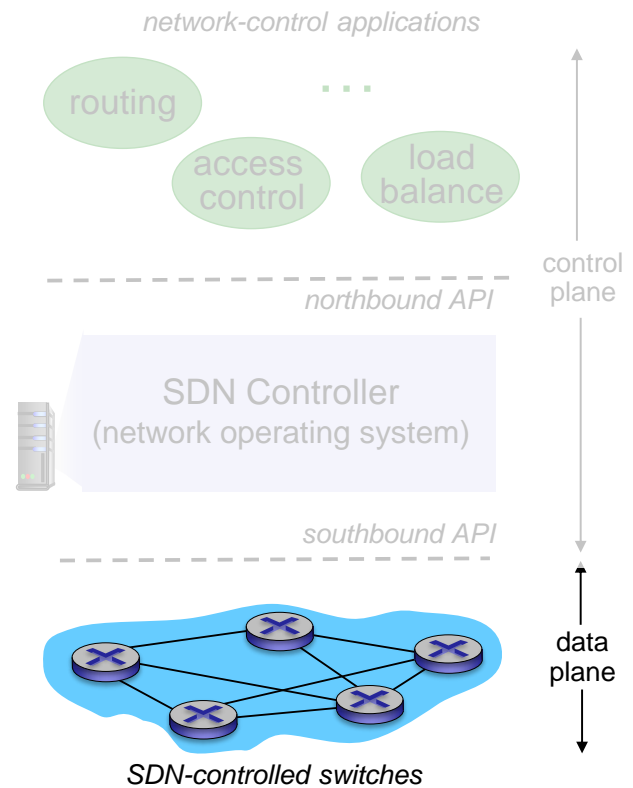 network-control applications
...
routing
access
control
load
balance
control
plane
northbound API
SDN Controller
(network operating system)
southbound API
data
plane
SDN-controlled switches